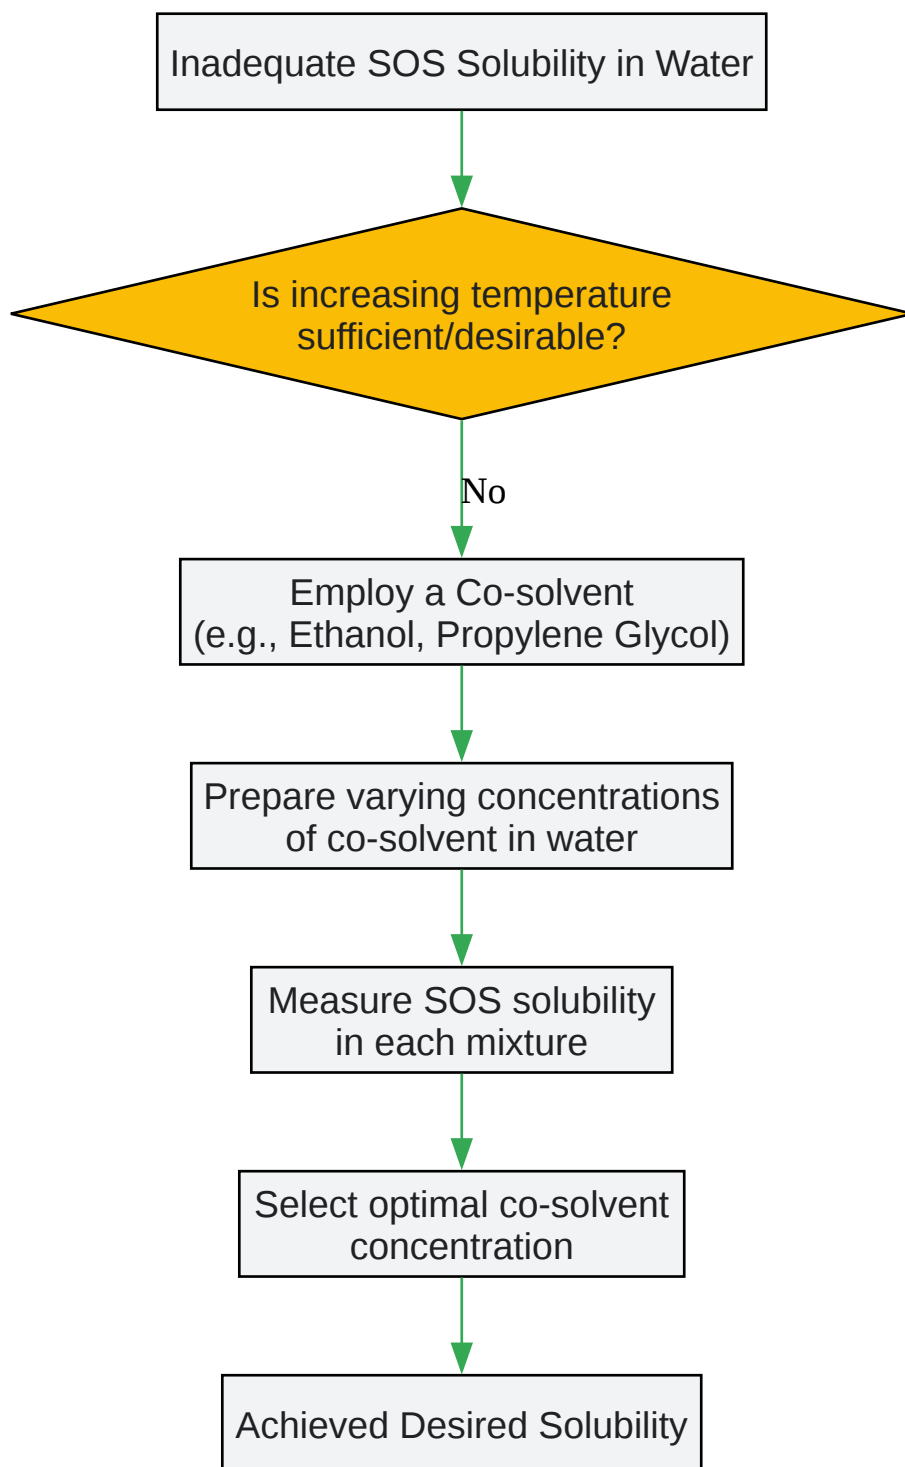 Inadequate SOS Solubility in Water
Is increasing temperature
sufficient/desirable?
No
Employ a Co-solvent
(e.g., Ethanol, Propylene Glycol)
Prepare varying concentrations
of co-solvent in water
Measure SOS solubility
in each mixture
Select optimal co-solvent
concentration
Achieved Desired Solubility